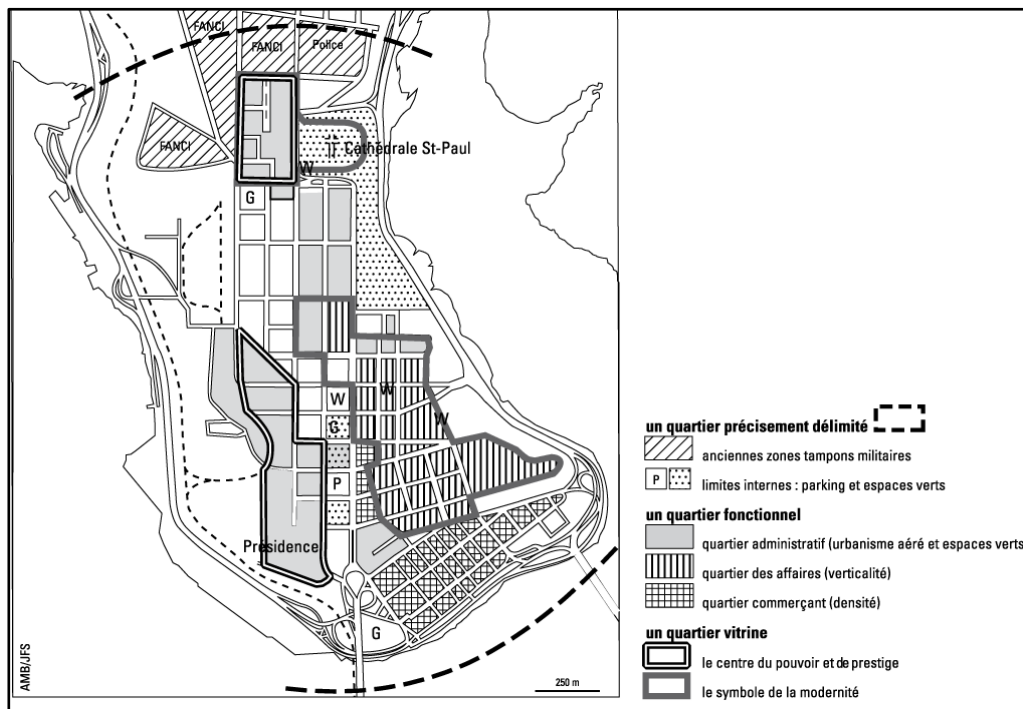 FANCI
FANCI
Police
FANCI
Cathédrale St-Paul
W
G
W
W
G
W
P
Présidence
G
AMB/JFS
250 m
un quartier précisement délimité
anciennes zones tampons militaires
P
limites internes : parking et espaces verts
un quartier fonctionnel
quartier administratif (urbanisme aéré et espaces verts
quartier des affaires (verticalité)
quartier commerçant (densité)
un quartier vitrine
le centre du pouvoir et de prestige
le symbole de la modernité